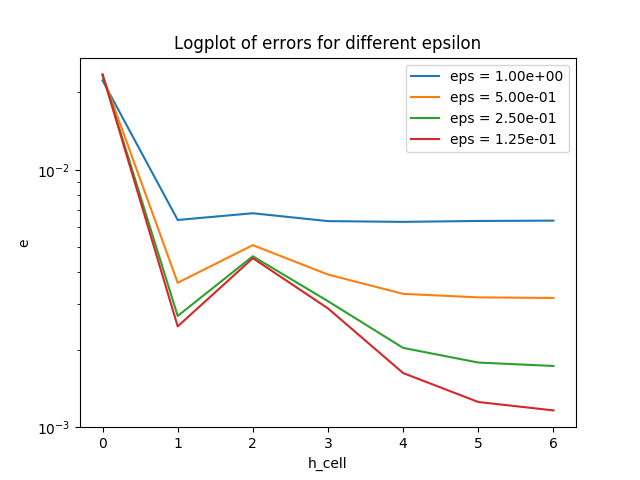 Logplot of errors for different epsilon
eps = 1.00e+00
eps = 5.00e-01
eps = 2.50e-01
eps = 1.25e-01
10⁻²
e
10⁻³
0 1 2 3 4 5 6
h_cell